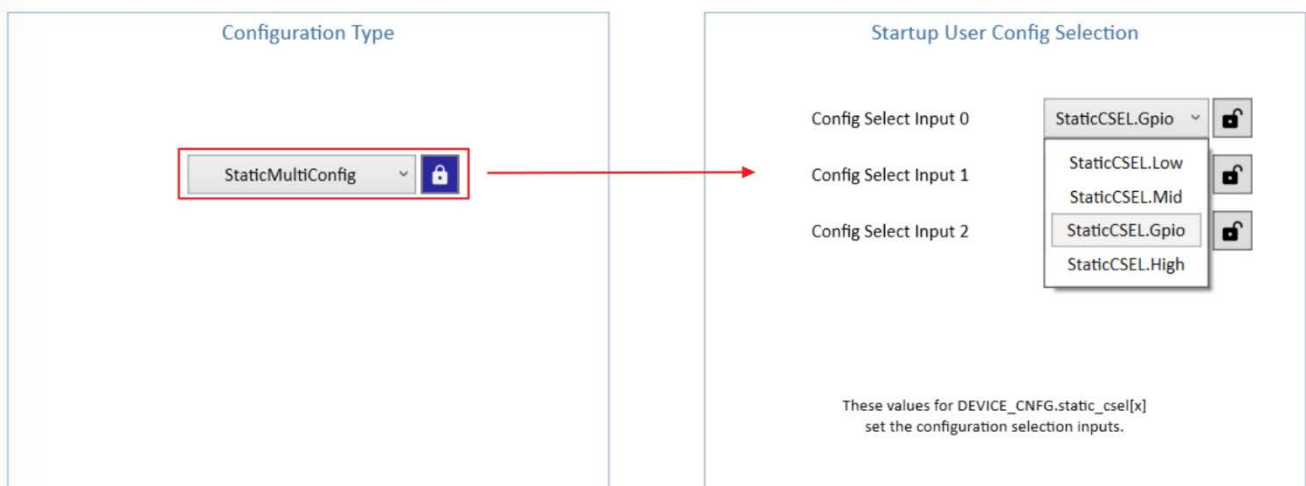 Configuration Type
StaticMultiConfig
Startup User Config Selection
Config Select Input 0
StaticCSEL.Gpio
StaticCSEL.Low
Config Select Input 1
StaticCSEL.Mid
Config Select Input 2
StaticCSEL.Gpio
StaticCSEL.High
These values for DEVICE_CNFG.static_csel[x]
set the configuration selection inputs.